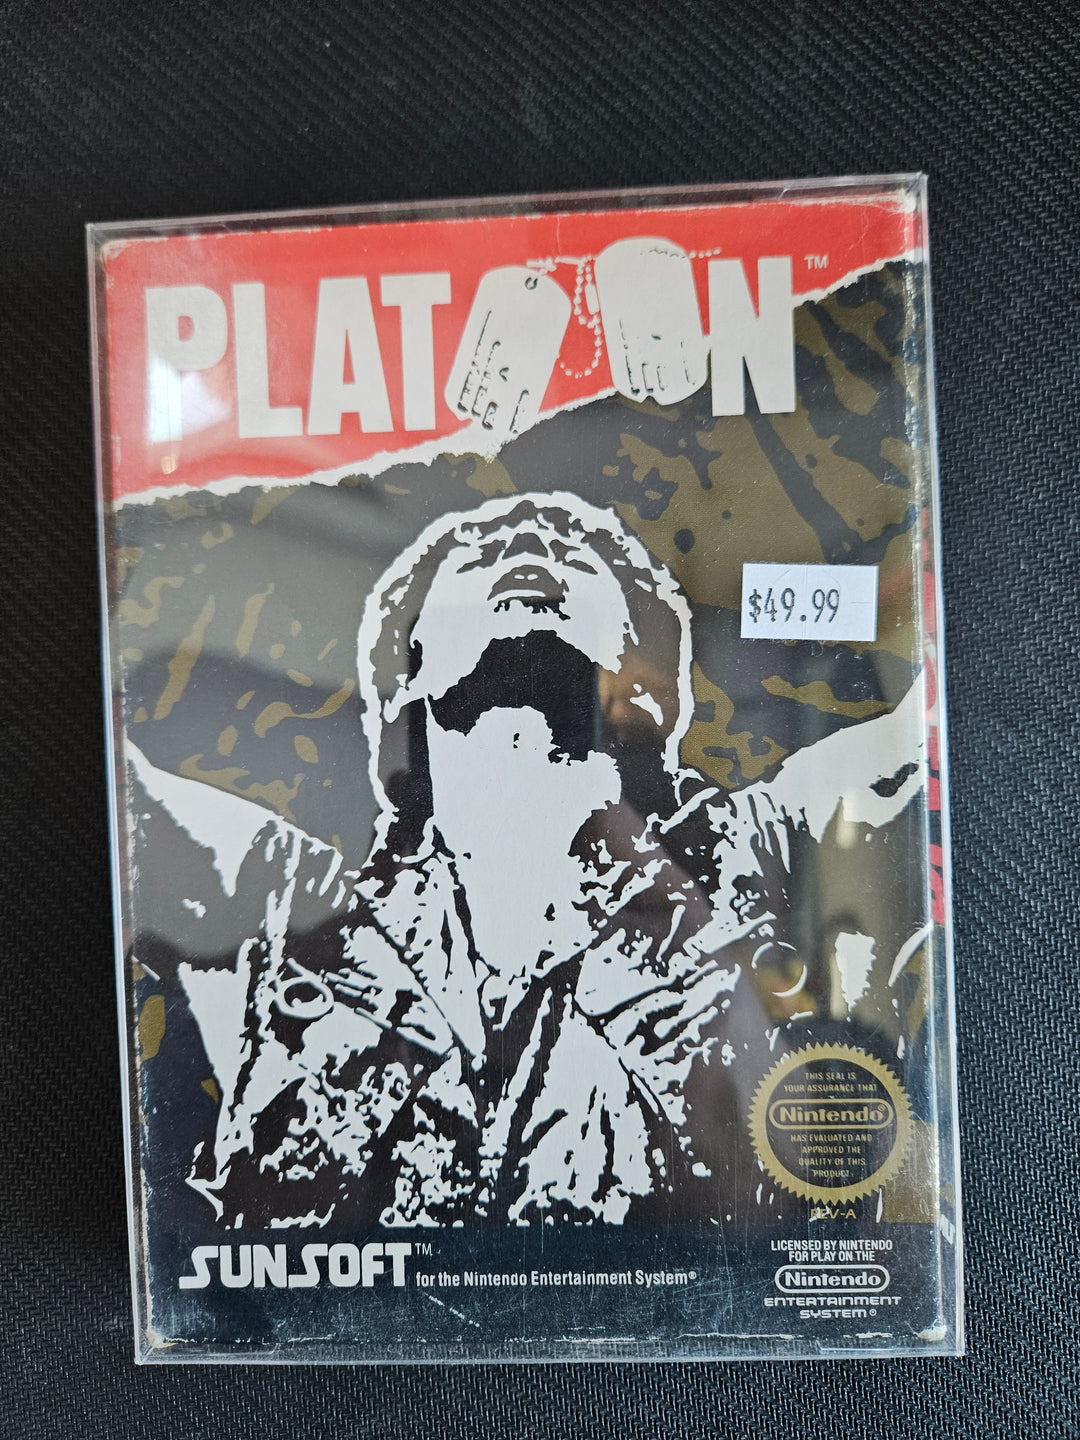 PLATOON™
$49.99
THIS SEAL IS
YOUR ASSURANCE THAT
Nintendo®
HAS EVALUATED AND
APPROVED THE
QUALITY OF THIS
PRODUCT
REV-A
SUNSOFT™ for the Nintendo Entertainment System®
LICENSED BY NINTENDO
FOR PLAY ON THE
Nintendo
ENTERTAINMENT
SYSTEM®